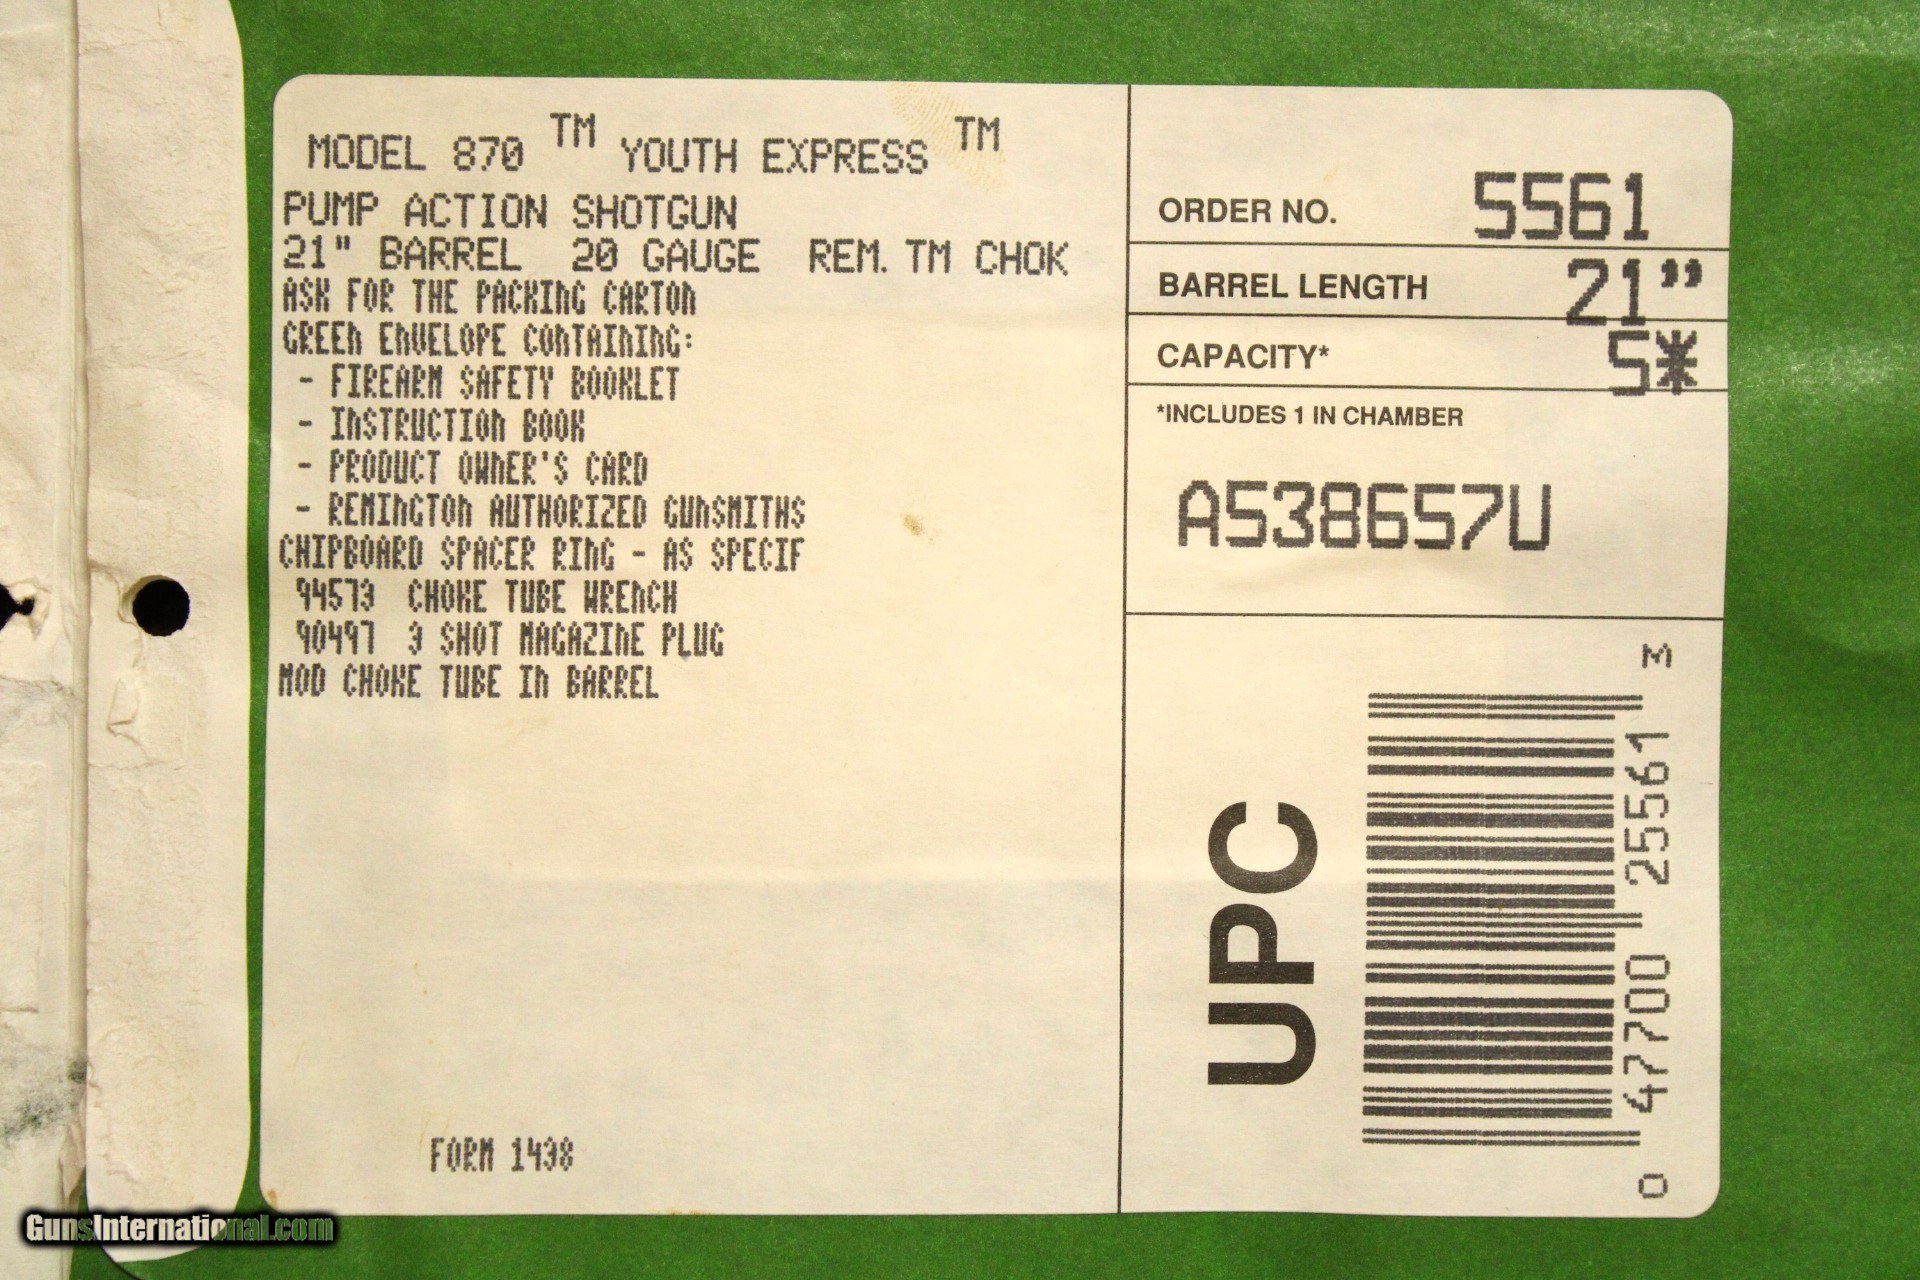 MODEL 870 TM YOUTH EXPRESS TM
PUMP ACTION SHOTGUN
21" BARREL 20 GAUGE REM. TM CHOK
ASK FOR THE PACKING CARTON
GREEN ENVELOPE CONTAINING:
- FIREARM SAFETY BOOKLET
- INSTRUCTION BOOK
- PRODUCT OWNER'S CARD
- REMINGTON AUTHORIZED GUNSMITHS
CHIPBOARD SPACER RING - AS SPECIF
94573 CHOKE TUBE WRENCH
90497 3 SHOT MAGAZINE PLUG
MOD CHOKE TUBE IN BARREL
FORM 1438
ORDER NO. 5561
BARREL LENGTH 21"
CAPACITY* 5*
*INCLUDES 1 IN CHAMBER
A538657U
UPC
0 47700 25561 3
GunsInternational.com